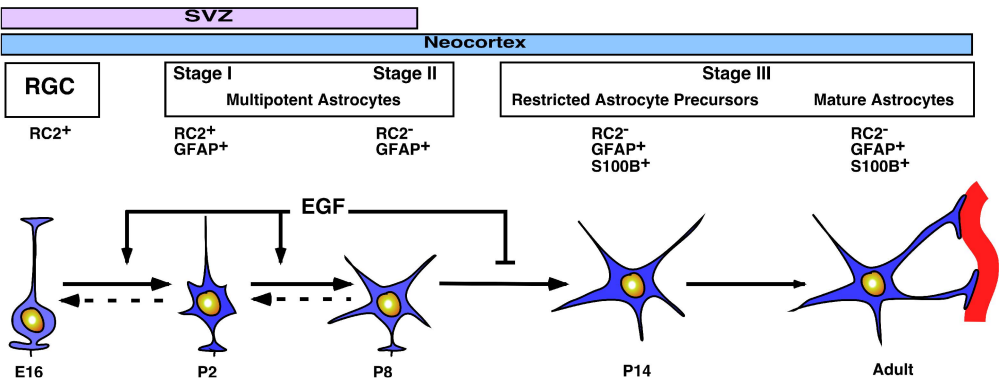 SVZ
Neocortex
RGC
Stage I
Stage II
Multipotent Astrocytes
Stage III
Restricted Astrocyte Precursors
Mature Astrocytes
RC2+
RC2+
GFAP+
RC2-
GFAP+
RC2-
GFAP+
S100B+
RC2-
GFAP+
S100B+
EGF
E16
P2
P8
P14
Adult